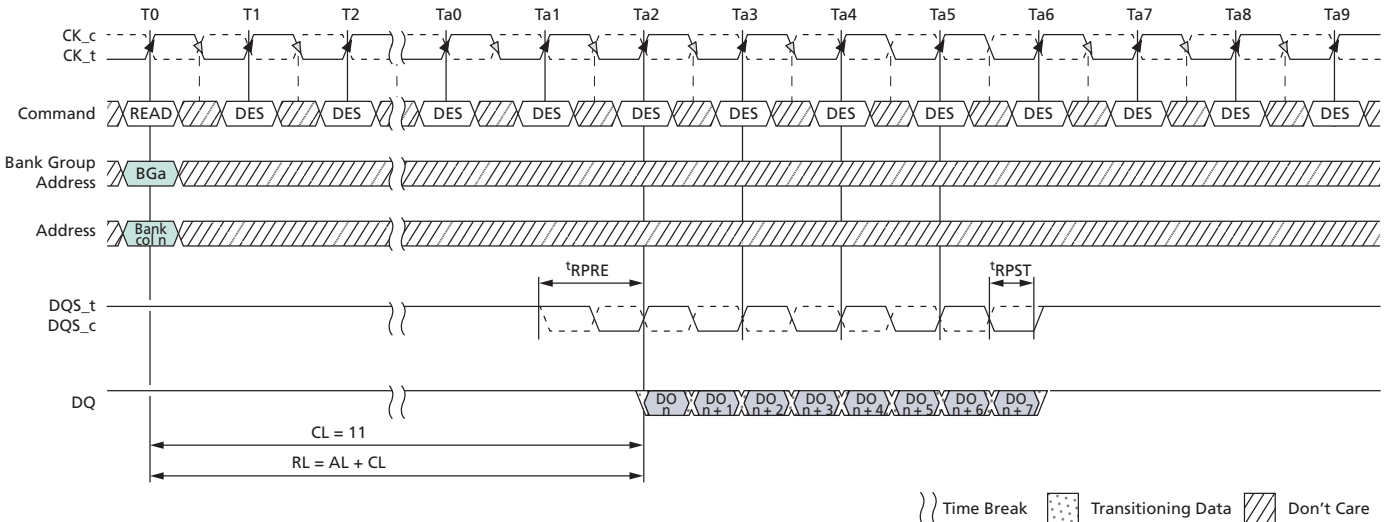 T0 T1 T2 Ta0 Ta1 Ta2 Ta3 Ta4 Ta5 Ta6 Ta7 Ta8 Ta9
CK_c
CK_t
Command READ DES DES DES DES DES DES DES DES DES DES DES DES
Bank Group
Address
BGa
Address
Bank
col n
tRPRE
tRPST
DQS_t
DQS_c
DQ
DO n
DO n + 1
DO n + 2
DO n + 3
DO n + 4
DO n + 5
DO n + 6
DO n + 7
CL = 11
RL = AL + CL
Time Break Transitioning Data Don't Care